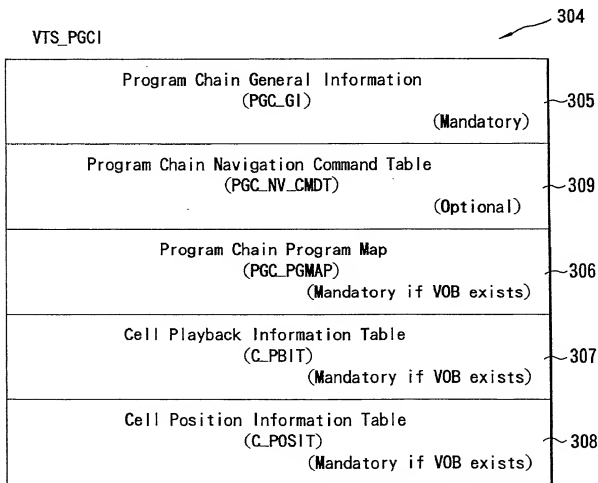 304
VTS_PGCI
Program Chain General Information
(PGC_GI)
(Mandatory)
305
Program Chain Navigation Command Table
(PGC_NV_CMDT)
(Optional)
309
Program Chain Program Map
(PGC_PGMAP)
(Mandatory if VOB exists)
306
Cell Playback Information Table
(C_PBIT)
(Mandatory if VOB exists)
307
Cell Position Information Table
(C_POSIT)
(Mandatory if VOB exists)
308